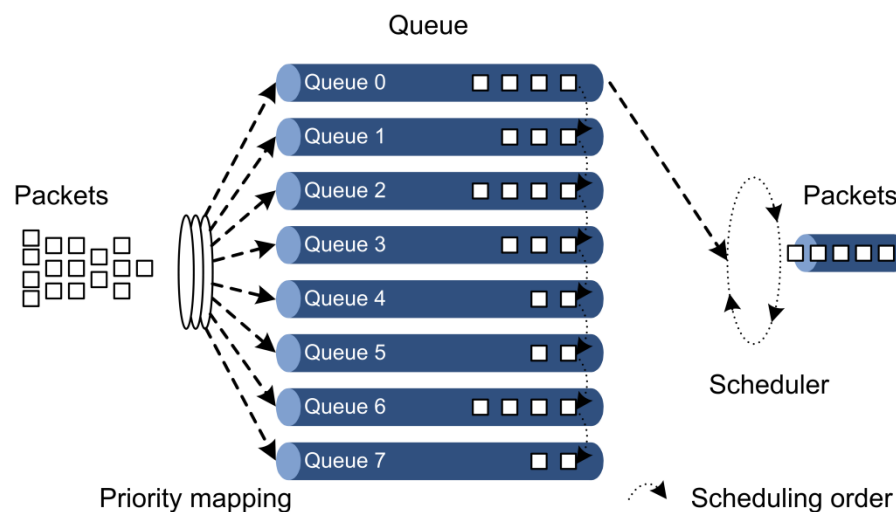 Queue
Queue 0
Queue 1
Queue 2
Queue 3
Queue 4
Queue 5
Queue 6
Queue 7
Packets
Packets
Scheduler
Priority mapping
Scheduling order